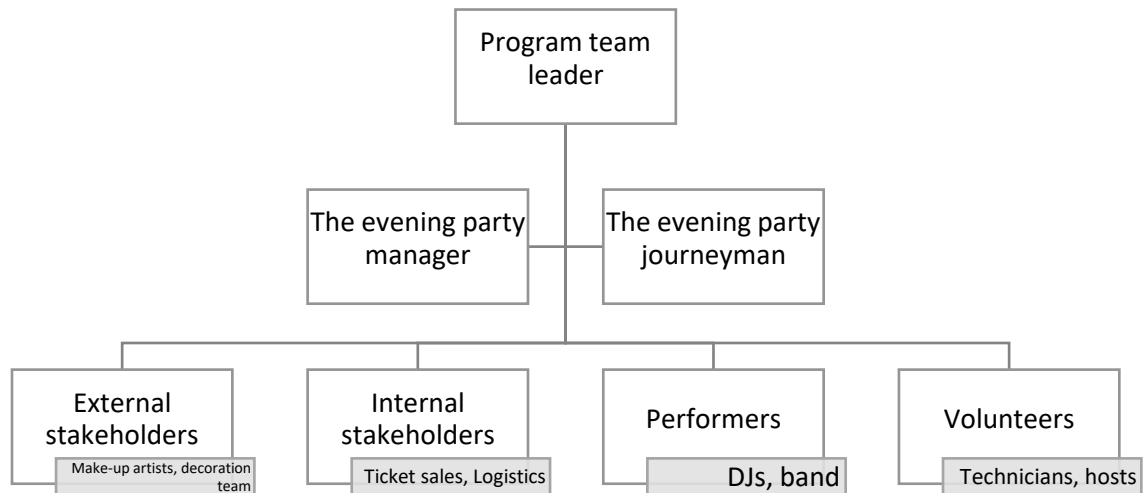 Program team
leader
The evening party
manager
The evening party
journeyman
External
stakeholders
Make-up artists, decoration
team
Internal
stakeholders
Ticket sales, Logistics
Performers
DJs, band
Volunteers
Technicians, hosts